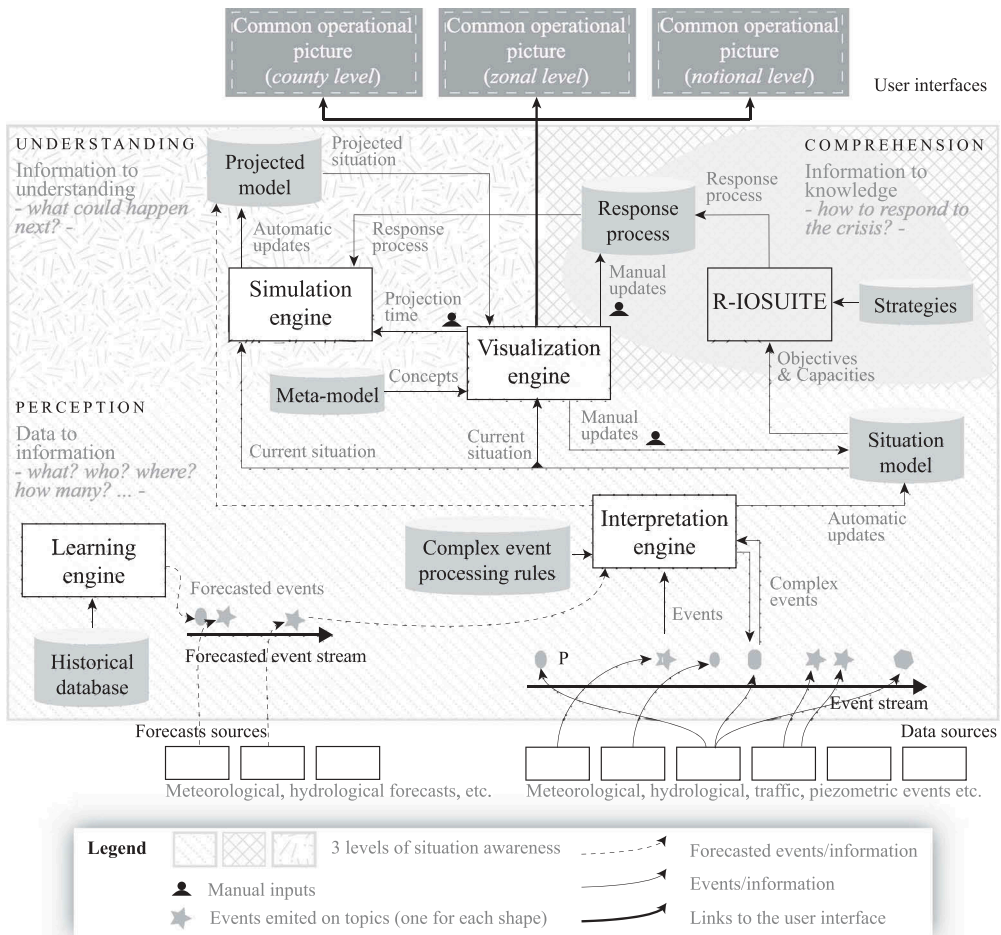 Common operational
picture
(county level)
Common operational
picture
(zonal level)
Common operational
picture
(notional level)
User interfaces
UNDERSTANDING
Information to
understanding
- what could happen
next? -
Projected
model
Projected
situation
COMPREHENSION
Information to
knowledge
- how to respond to
the crisis? -
Response
process
Response
process
Automatic
updates
Response
process
Simulation
engine
Projection
time
Manual
updates
R-IOSUITE
Strategies
Visualization
engine
Objectives
& Capacities
Meta-model
Concepts
PERCEPTION
Data to
information
- what? who? where?
how many? ... -
Current situation
Current
situation
Manual
updates
Situation
model
Learning
engine
Complex event
processing rules
Interpretation
engine
Automatic
updates
Forecasted events
Events
Complex
events
Historical
database
Forecasted event stream
P
Event stream
Forecasts sources
Data sources
Meteorological, hydrological forecasts, etc.
Meteorological, hydrological, traffic, piezometric events etc.
Legend
3 levels of situation awareness
Forecasted events/information
Manual inputs
Events/information
Events emited on topics (one for each shape)
Links to the user interface